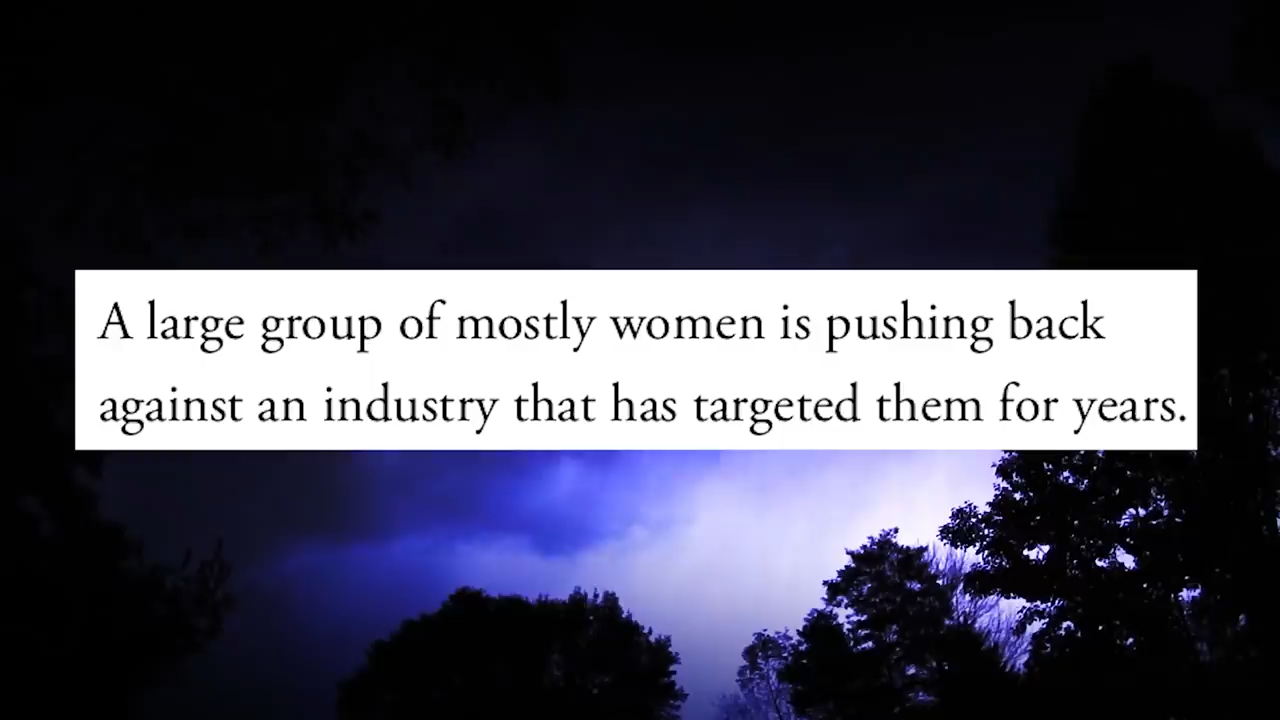 A large group of mostly women is pushing back
against an industry that has targeted them for years.